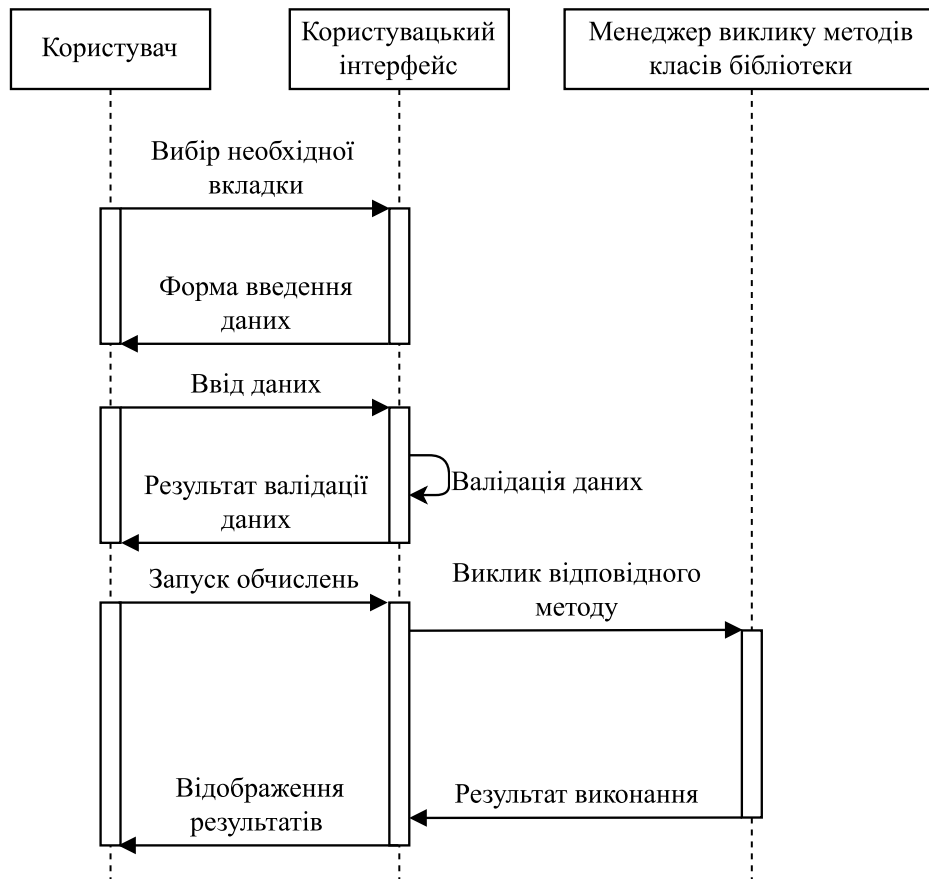 Користувач
Користувацький
інтерфейс
Менеджер виклику методів
класів бібліотеки
Вибір необхідної
вкладки
Форма введення
даних
Ввід даних
Валідація даних
Результат валідації
даних
Запуск обчислень
Виклик відповідного
методу
Результат виконання
Відображення
результатів